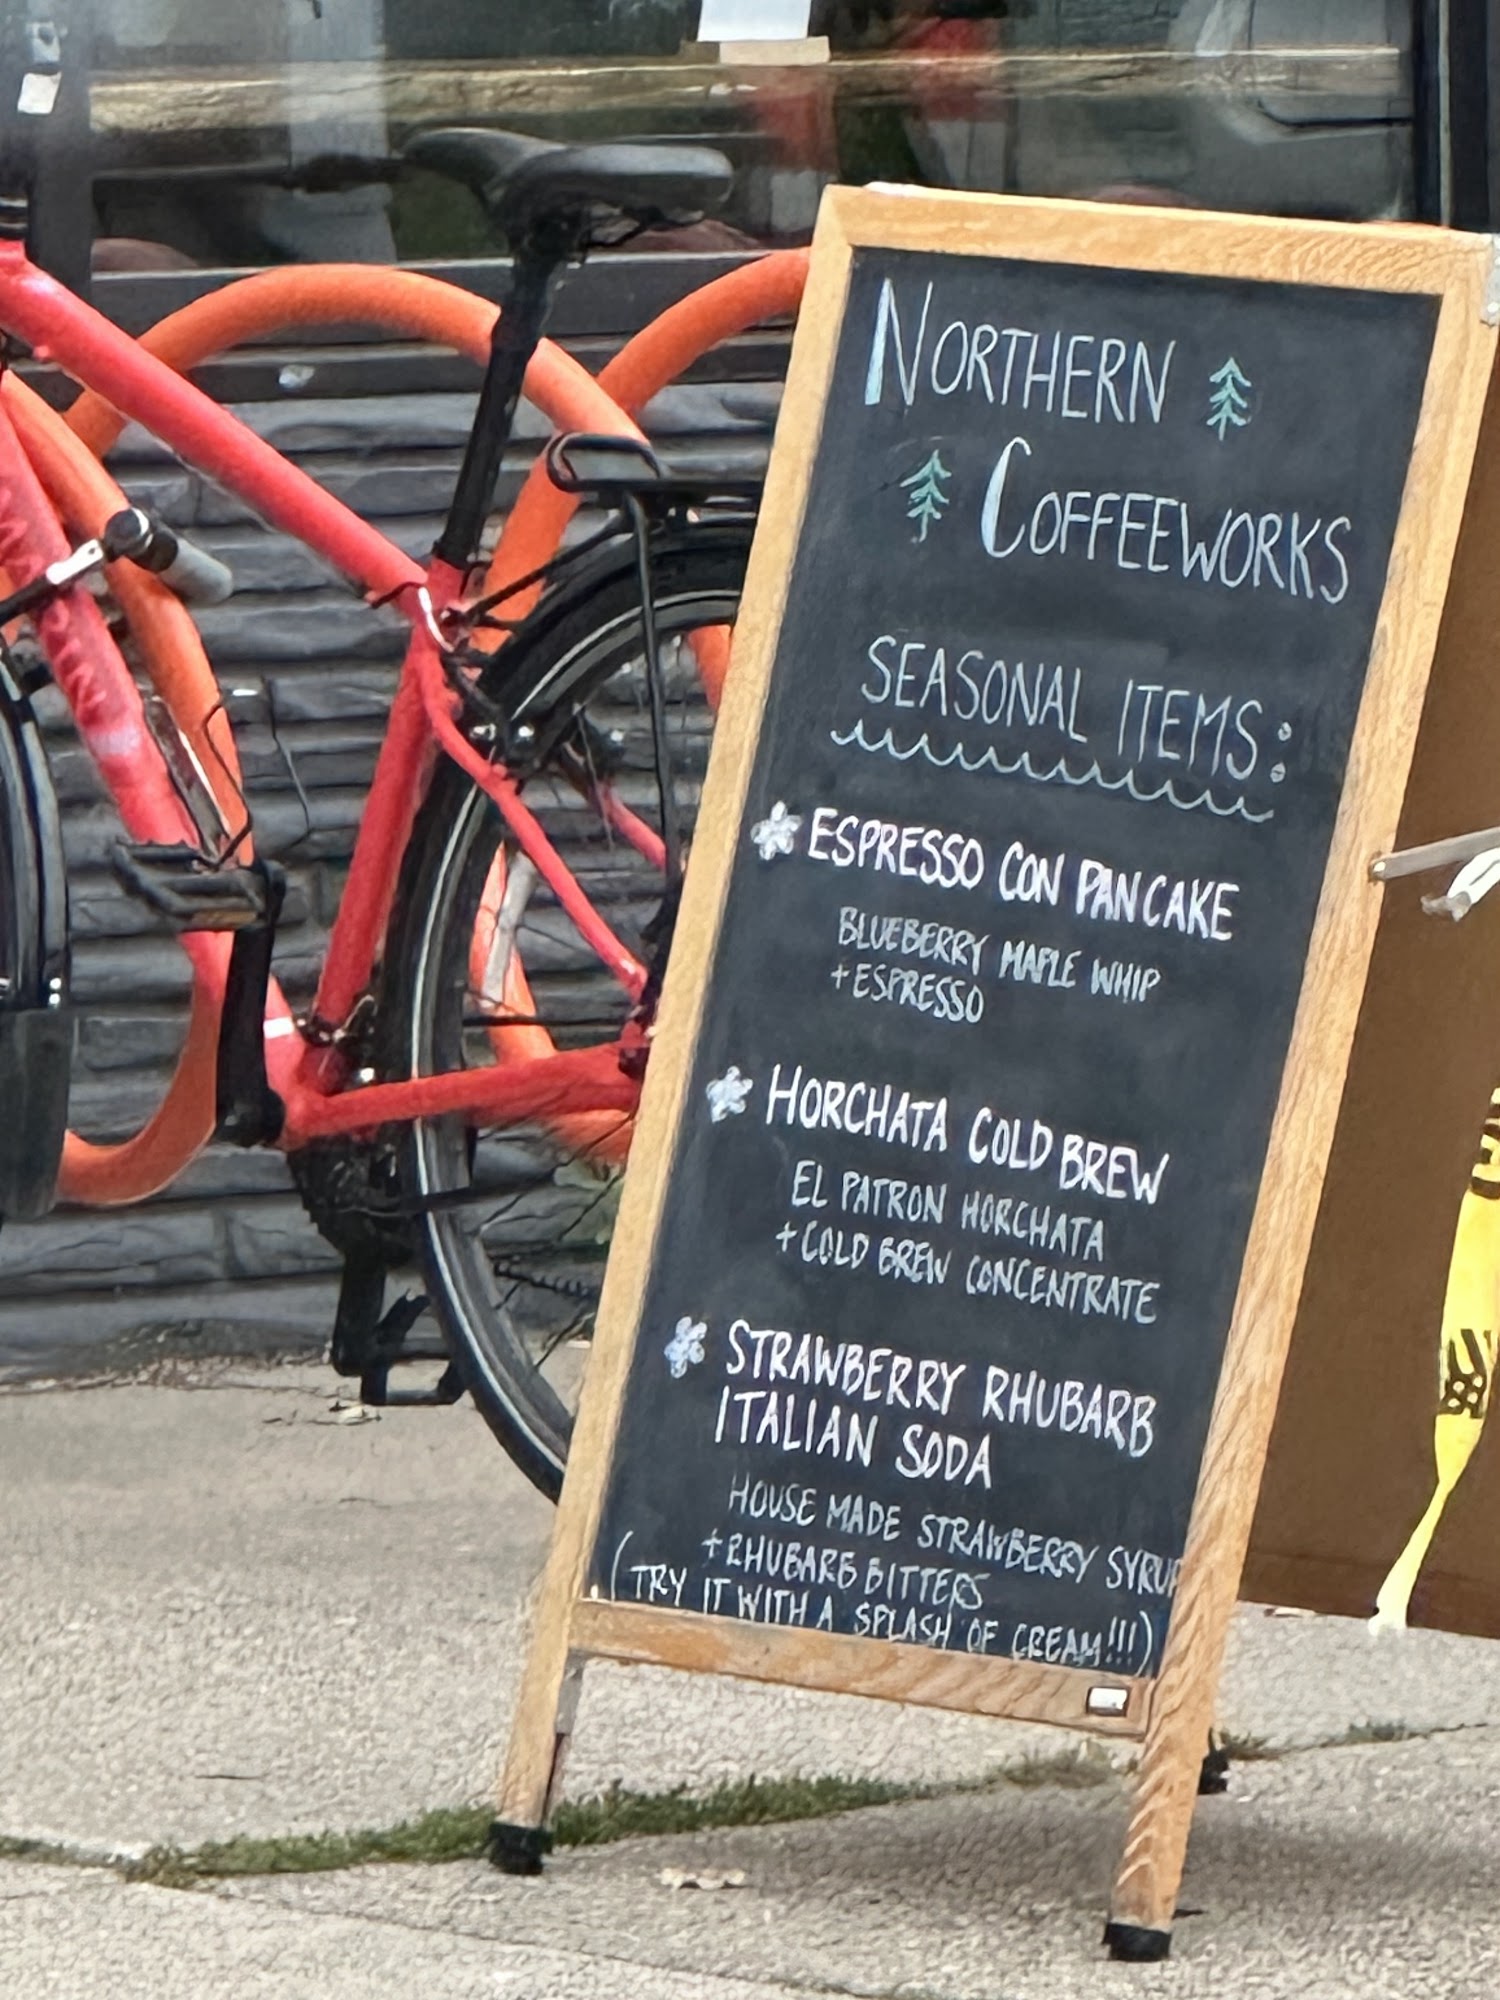 NORTHERN
COFFEEWORKS
SEASONAL ITEMS:
ESPRESSO CON PANCAKE
BLUEBERRY MAPLE WHIP
+ESPRESSO
HORCHATA COLD BREW
EL PATRON HORCHATA
+COLD BREW CONCENTRATE
STRAWBERRY RHUBARB
ITALIAN SODA
HOUSE MADE STRAWBERRY SYRUP
+RHUBARB BITTERS
(TRY IT WITH A SPLASH OF CREAM!!!)